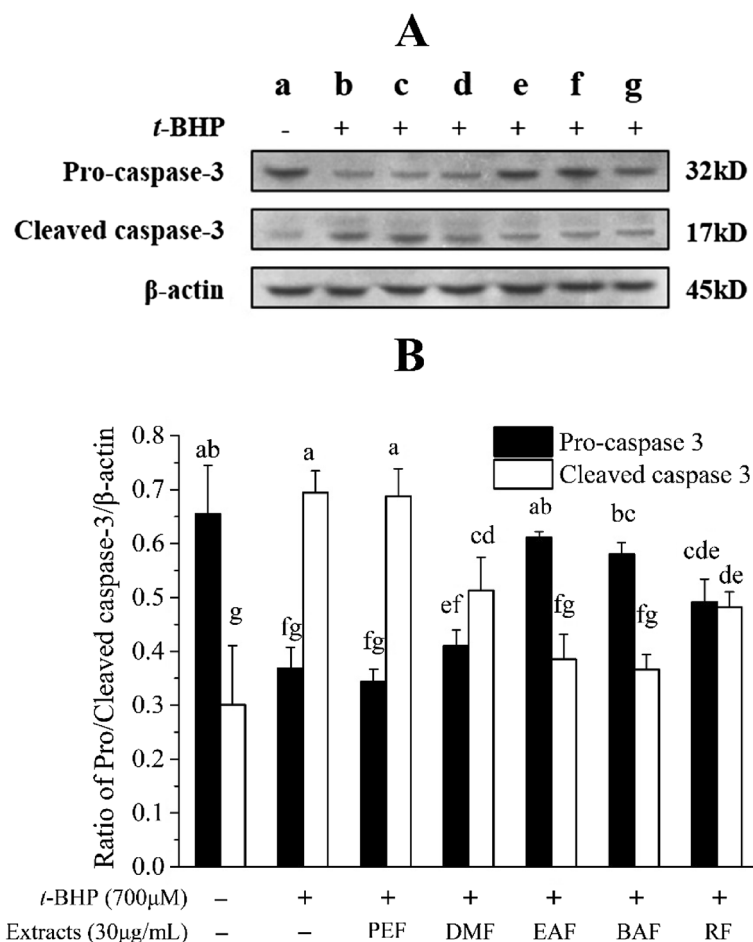 A
a b c d e f g
t-BHP - + + + + + +
Pro-caspase-3 32kD
Cleaved caspase-3 17kD
β-actin 45kD
B
Ratio of Pro/Cleaved caspase-3/β-actin
0.8
0.7
0.6
0.5
0.4
0.3
0.2
0.1
0.0
Pro-caspase 3
Cleaved caspase 3
ab g fg a fg a ef cd ab fg bc fg cde de
t-BHP (700μM) – + + + + + +
Extracts (30μg/mL) – – PEF DMF EAF BAF RF